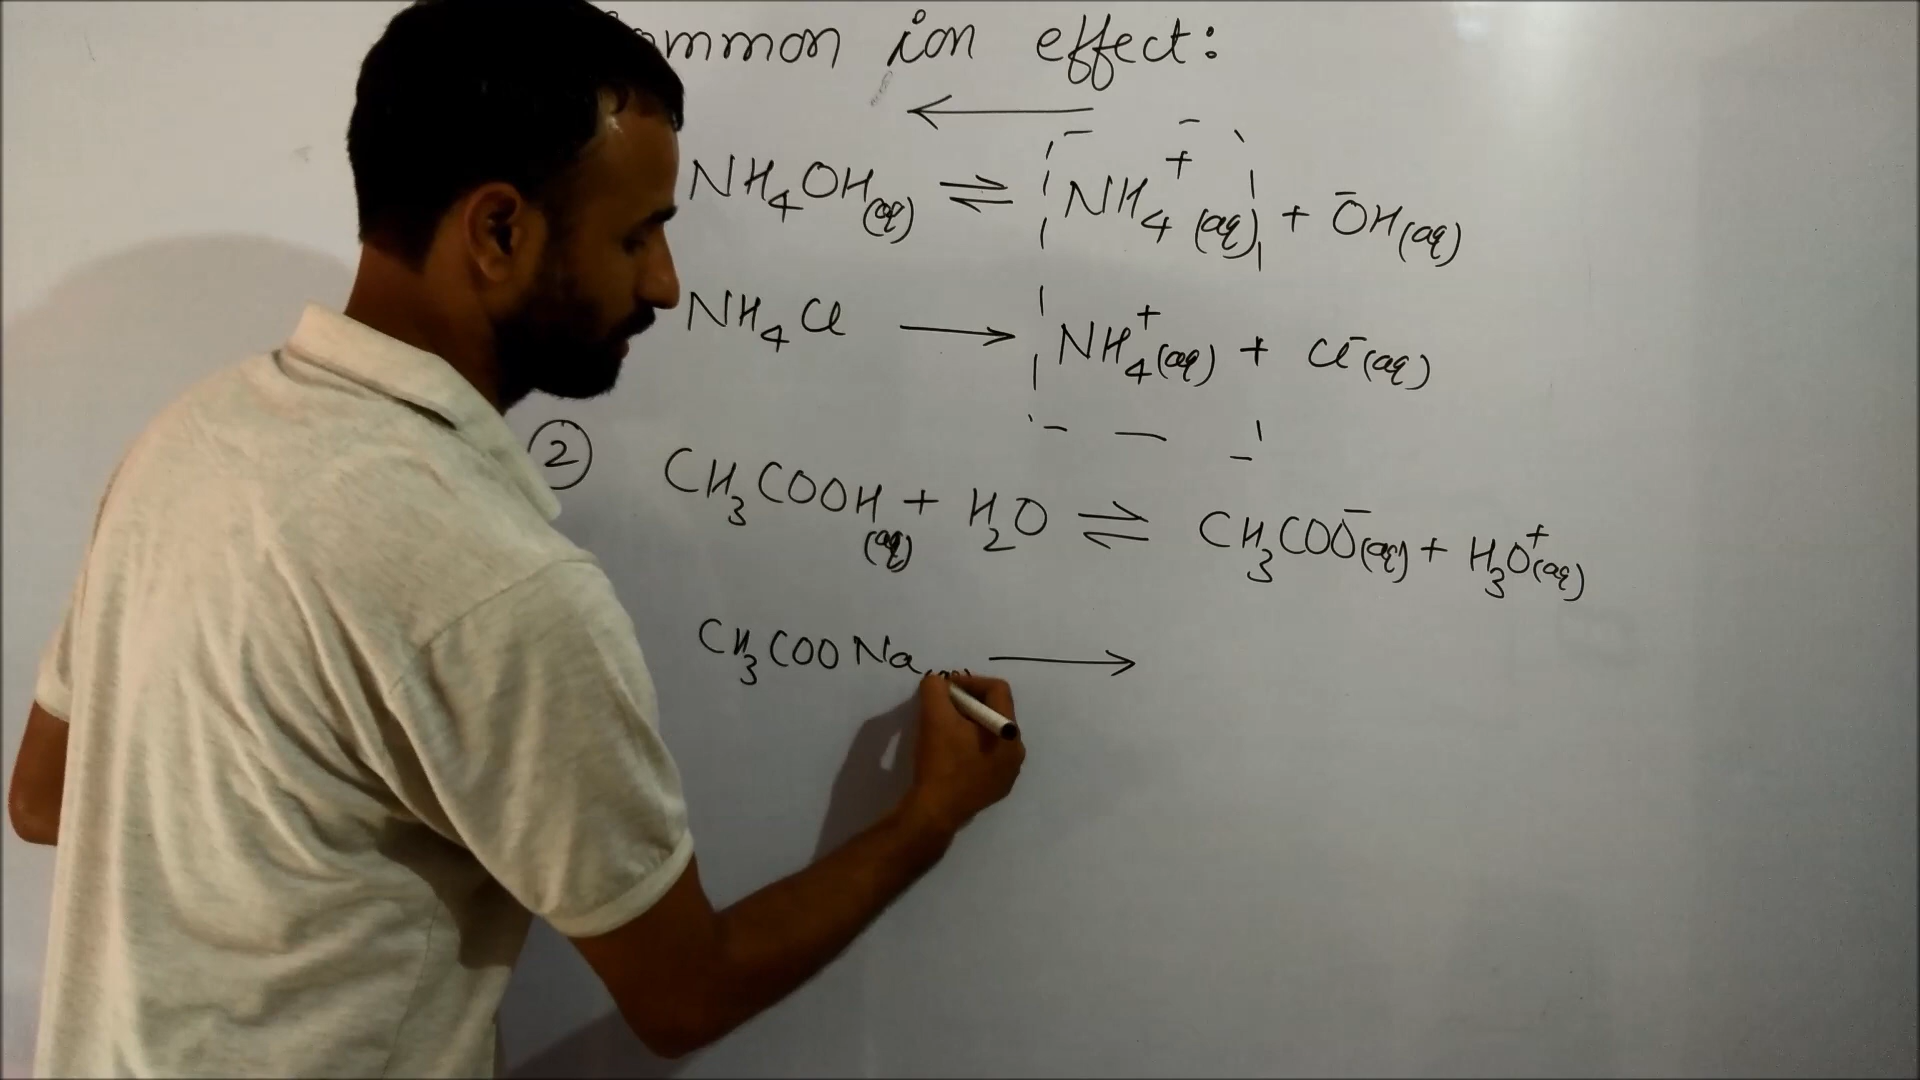 ommon ion effect:
NH₄OH(aq) ⇌ NH₄⁺(aq) + ŌH(aq)
NH₄Cl ⟶ NH₄⁺(aq) + Cl⁻(aq)
② CH₃COOH(aq) + H₂O ⇌ CH₃COO⁻(aq) + H₃O⁺(aq)
CH₃COONa ⟶